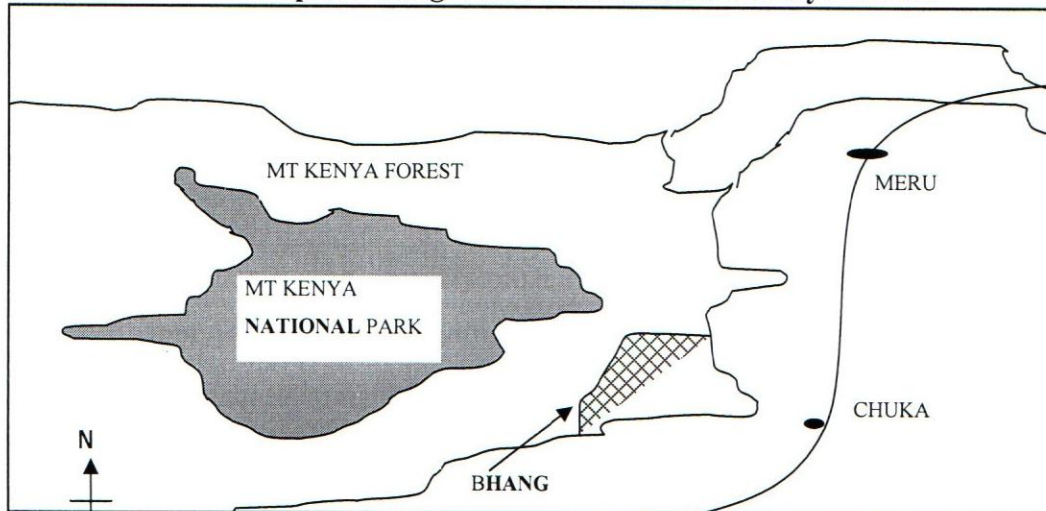 MT KENYA FOREST
MERU
MT KENYA
NATIONAL PARK
CHUKA
N
BHANG